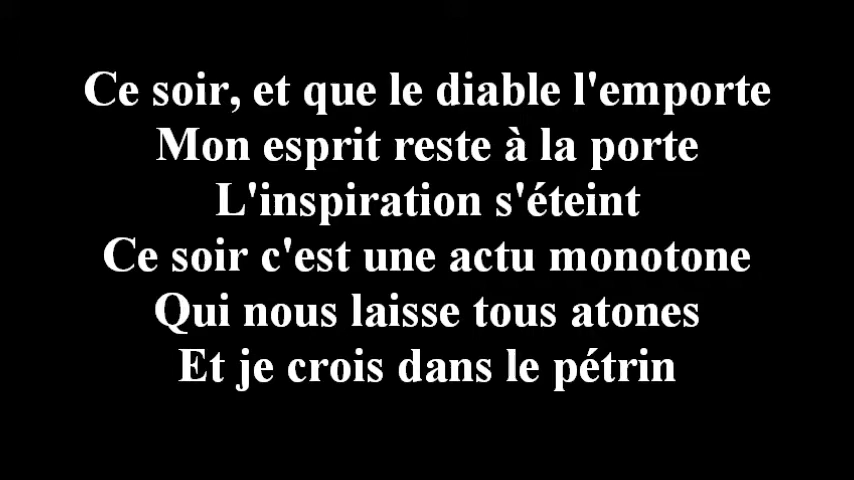 Ce soir, et que le diable l'emporte
Mon esprit reste à la porte
L'inspiration s'éteint
Ce soir c'est une actu monotone
Qui nous laisse tous atones
Et je crois dans le pétrin